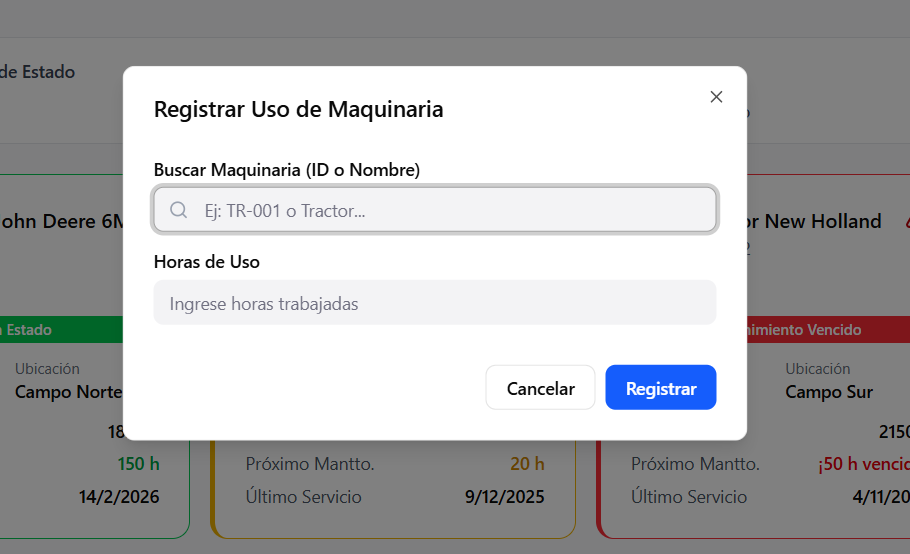 de Estado
Registrar Uso de Maquinaria
Buscar Maquinaria (ID o Nombre)
Ej: TR-001 o Tractor...
Horas de Uso
Ingrese horas trabajadas
Cancelar
Registrar
ohn Deere 6
or New Holland
Estado
imiento Vencido
Ubicación
Campo Norte
Ubicación
Campo Sur
18
2150
150 h
Próximo Mantto.
20 h
Próximo Mantto.
¡50 h vencid
14/2/2026
Último Servicio
9/12/2025
Último Servicio
4/11/20